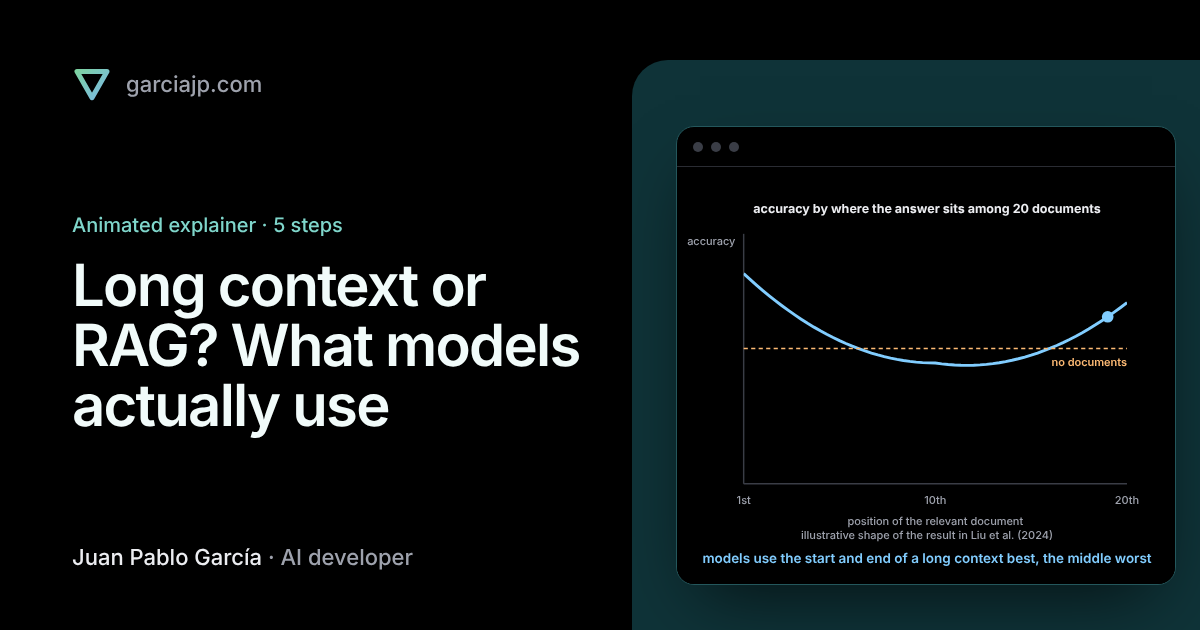 garciajp.com
Animated explainer · 5 steps
Long context or
RAG? What models
actually use
Juan Pablo García · AI developer
accuracy by where the answer sits among 20 documents
accuracy
no documents
1st
10th
20th
position of the relevant document
illustrative shape of the result in Liu et al. (2024)
models use the start and end of a long context best, the middle worst